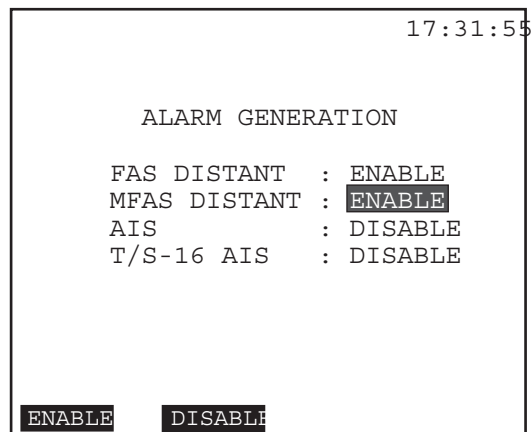 17:31:55
ALARM GENERATION
FAS DISTANT : ENABLE
MFAS DISTANT : ENABLE
AIS : DISABLE
T/S-16 AIS : DISABLE
ENABLE DISABLE